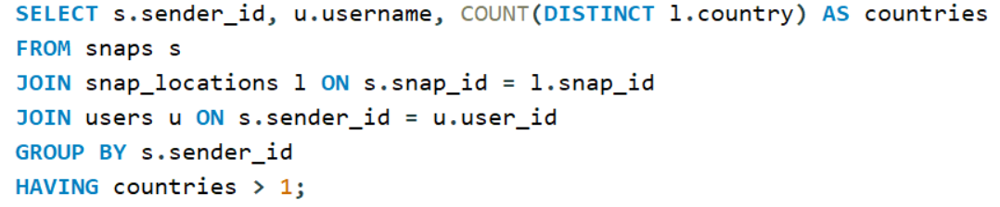 SELECT s.sender_id, u.username, COUNT(DISTINCT l.country) AS countries
FROM snaps s
JOIN snap_locations l ON s.snap_id = l.snap_id
JOIN users u ON s.sender_id = u.user_id
GROUP BY s.sender_id
HAVING countries > 1;